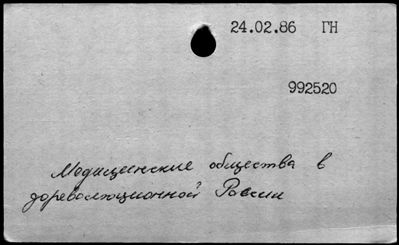 24.02.86 ГН
992520
Медицинские общества в
дореволюционной России